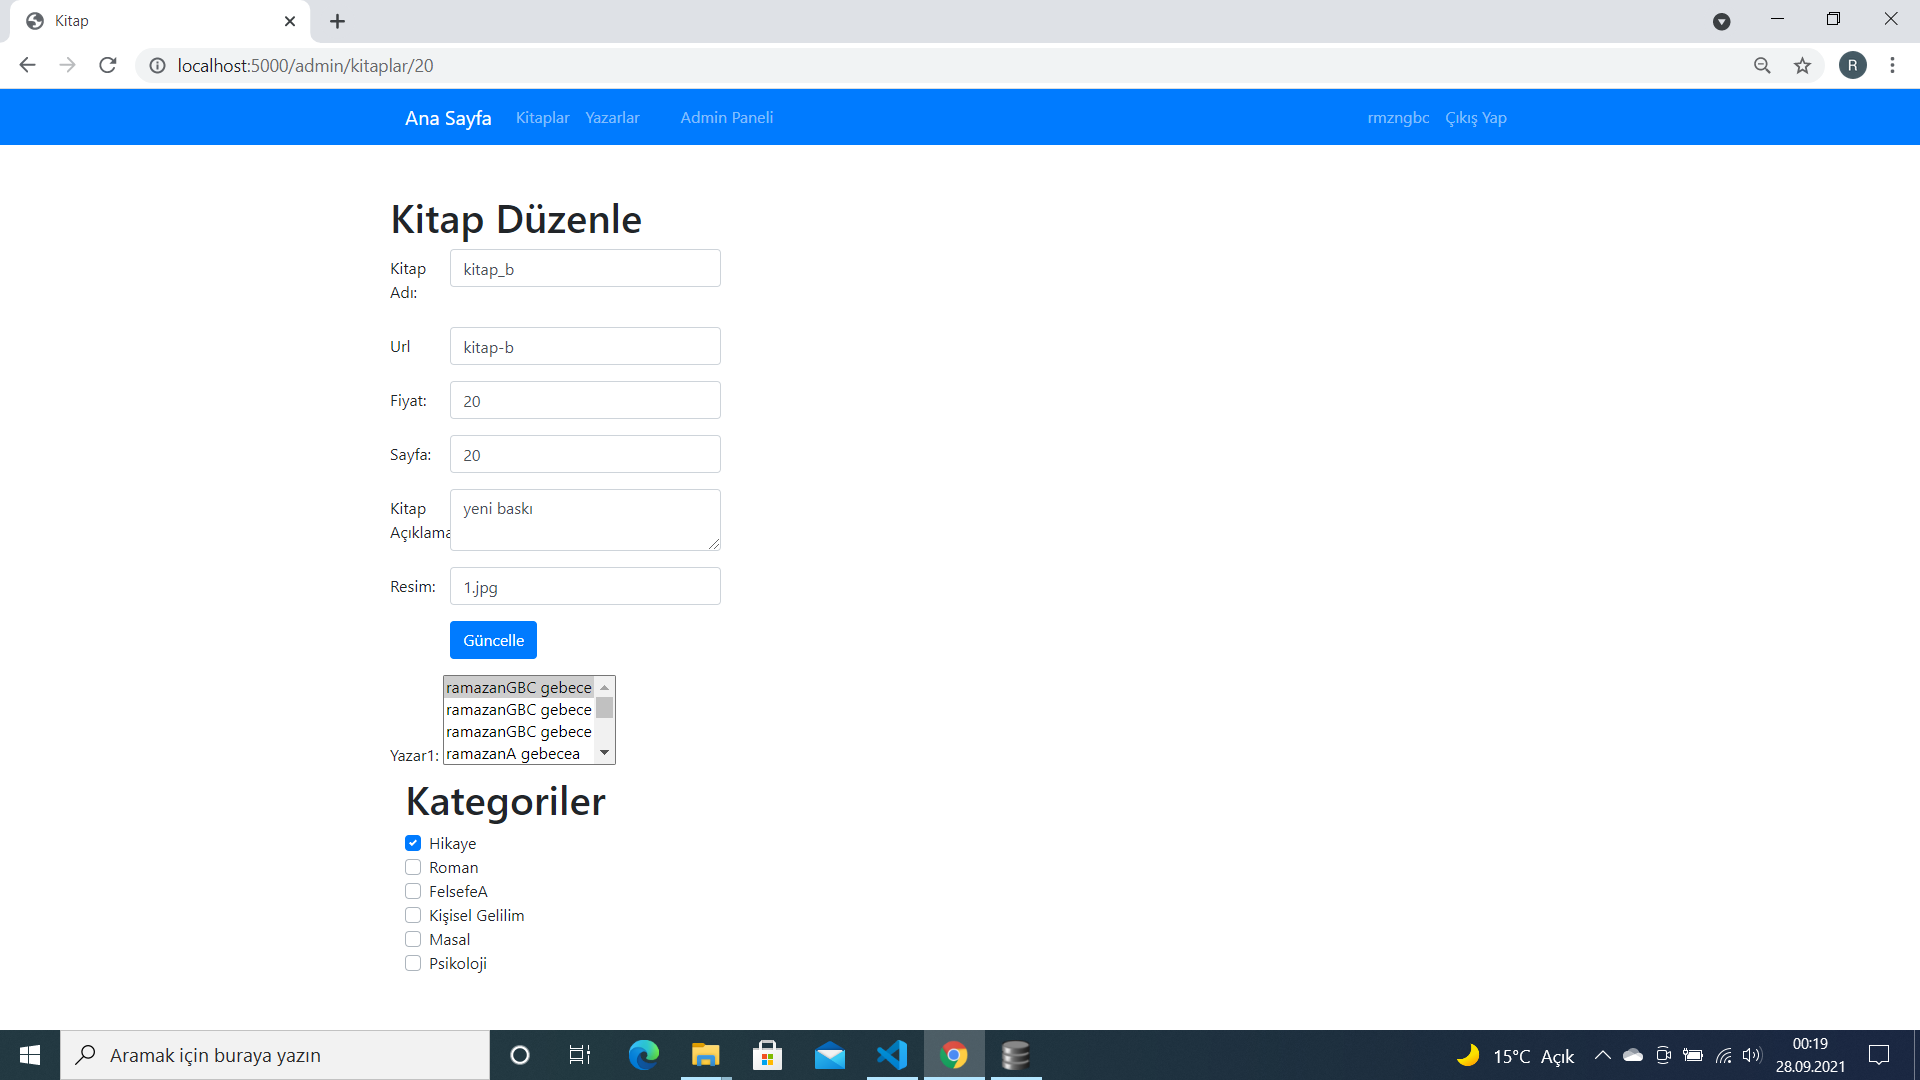 Kitap
localhost:5000/admin/kitaplar/20
R
Ana Sayfa Kitaplar Yazarlar Admin Paneli rmzngbc Çıkış Yap
Kitap Düzenle
Kitap Adı: kitap_b
Url kitap-b
Fiyat: 20
Sayfa: 20
Kitap Açıklama yeni baskı
Resim: 1.jpg
Güncelle
ramazanGBC gebece
ramazanGBC gebece
ramazanGBC gebece
Yazar1: ramazanA gebecea
Kategoriler
Hikaye
Roman
FelsefeA
Kişisel Gelilim
Masal
Psikoloji
Aramak için buraya yazın
15°C Açık
00:19
28.09.2021